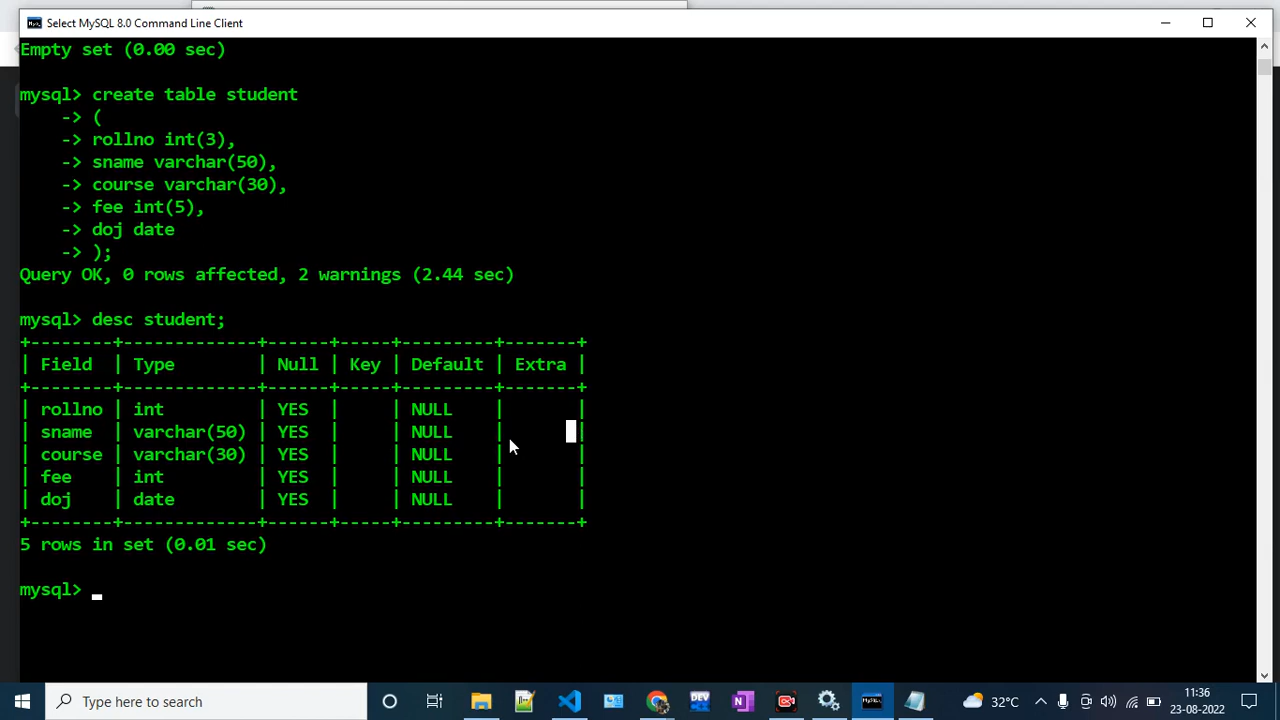 Select MySQL 8.0 Command Line Client
Empty set (0.00 sec)
mysql> create table student
    -> (
    -> rollno int(3),
    -> sname varchar(50),
    -> course varchar(30),
    -> fee int(5),
    -> doj date
    -> );
Query OK, 0 rows affected, 2 warnings (2.44 sec)
mysql> desc student;
+--------+-------------+------+-----+---------+-------+
| Field  | Type        | Null | Key | Default | Extra |
+--------+-------------+------+-----+---------+-------+
| rollno | int         | YES  |     | NULL    |       |
| sname  | varchar(50) | YES  |     | NULL    |       |
| course | varchar(30) | YES  |     | NULL    |       |
| fee    | int         | YES  |     | NULL    |       |
| doj    | date        | YES  |     | NULL    |       |
+--------+-------------+------+-----+---------+-------+
5 rows in set (0.01 sec)
mysql> _
Type here to search
DEV
N
MySQL
32°C
11:36
23-08-2022